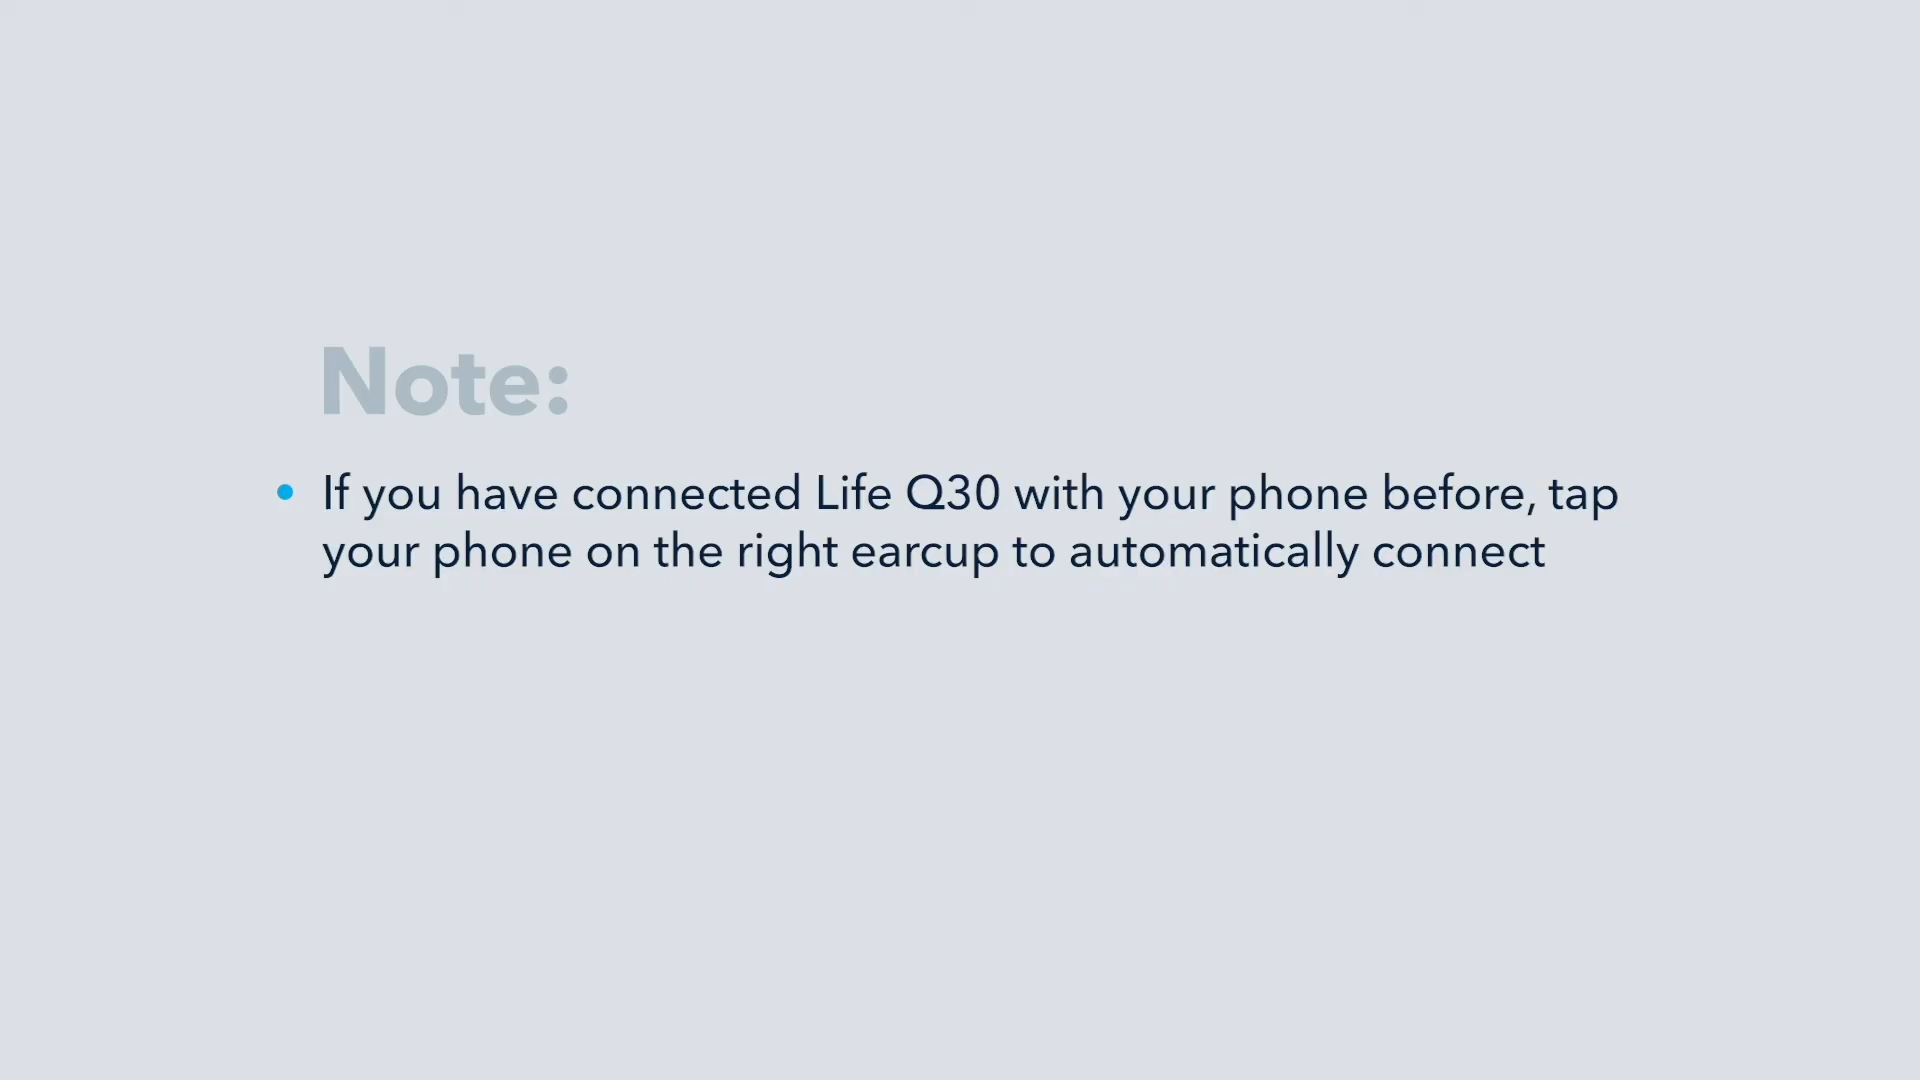 Note:
• If you have connected Life Q30 with your phone before, tap
your phone on the right earcup to automatically connect